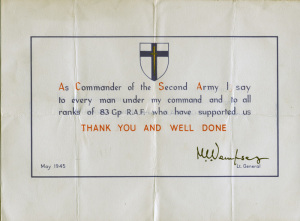 As Commander of the Second Army I say
to every man under my command and to all
ranks of 83 Gp R.A.F. who have supported us
THANK YOU AND WELL DONE
May 1945
Lt. General